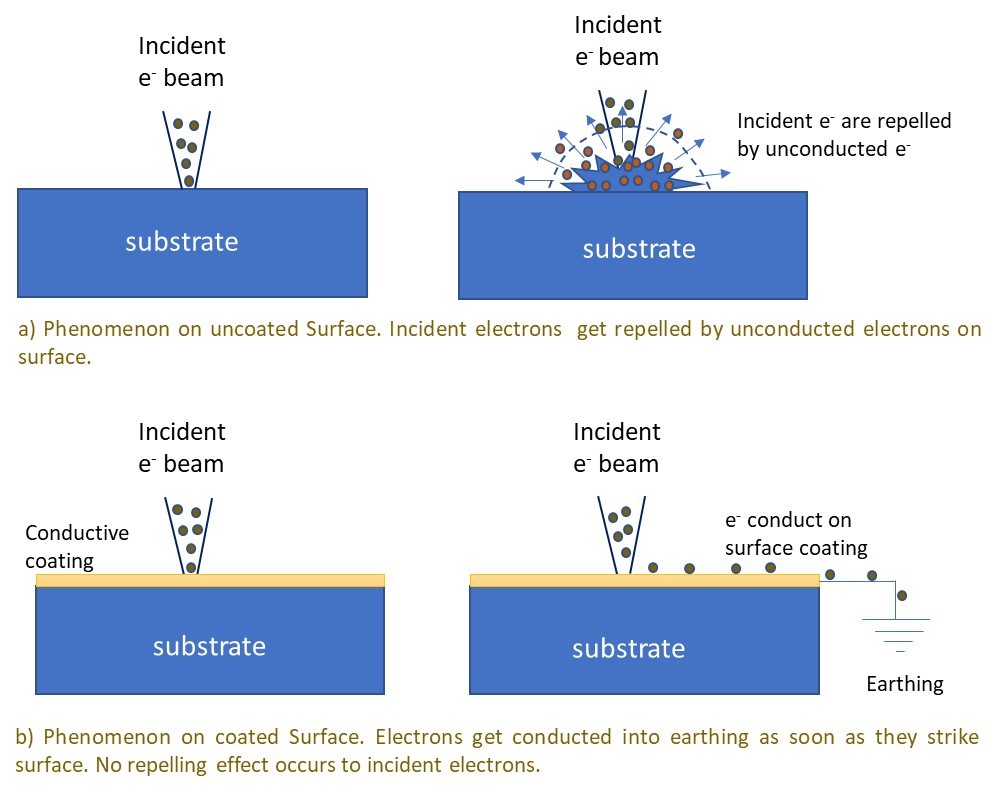 Incident
e⁻ beam
Incident
e⁻ beam
Incident e⁻ are repelled
by unconducted e⁻
substrate
substrate
a) Phenomenon on uncoated Surface. Incident electrons get repelled by unconducted electrons on
surface.
Incident
e⁻ beam
Incident
e⁻ beam
Conductive
coating
e⁻ conduct on
surface coating
substrate
substrate
Earthing
b) Phenomenon on coated Surface. Electrons get conducted into earthing as soon as they strike
surface. No repelling effect occurs to incident electrons.